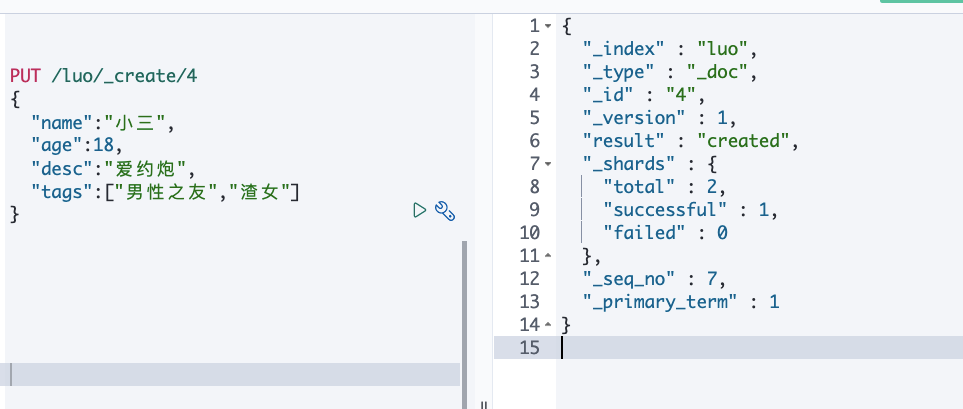 PUT /luo/_create/4
{
"name":"小三",
"age":18,
"desc":"爱约炮",
"tags":["男性之友","渣女"]
}
1 {
2 "_index" : "luo",
3 "_type" : "_doc",
4 "_id" : "4",
5 "_version" : 1,
6 "result" : "created",
7 "_shards" : {
8 "total" : 2,
9 "successful" : 1,
10 "failed" : 0
11 },
12 "_seq_no" : 7,
13 "_primary_term" : 1
14 }
15